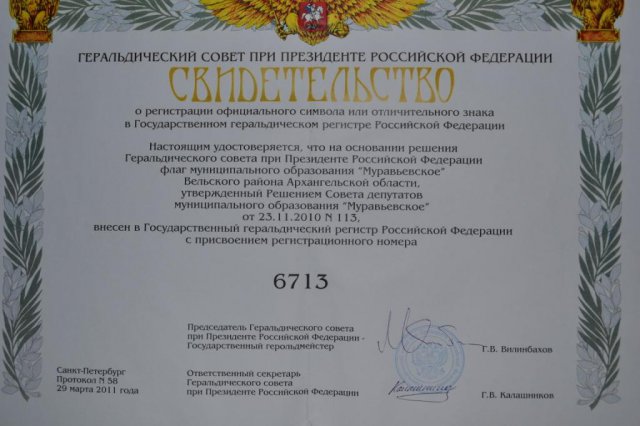 ГЕРАЛЬДИЧЕСКИЙ СОВЕТ ПРИ ПРЕЗИДЕНТЕ РОССИЙСКОЙ ФЕДЕРАЦИИ
СВИДЕТЕЛЬСТВО
о регистрации официального символа или отличительного знака
в Государственном геральдическом регистре Российской Федерации
Настоящим удостоверяется, что на основании решения
Геральдического совета при Президенте Российской Федерации
флаг муниципального образования "Муравьевское"
Вельского района Архангельской области,
утвержденный Решением Совета депутатов
муниципального образования "Муравьевское"
от 23.11.2010 N 113,
внесен в Государственный геральдический регистр Российской Федерации
с присвоением регистрационного номера
6713
Председатель Геральдического совета
при Президенте Российской Федерации -
Государственный герольдмейстер
Г.В. Вилинбахов
Санкт-Петербург
Протокол N 58
29 марта 2011 года
Ответственный секретарь
Геральдического совета
при Президенте Российской Федерации
Г.В. Калашников